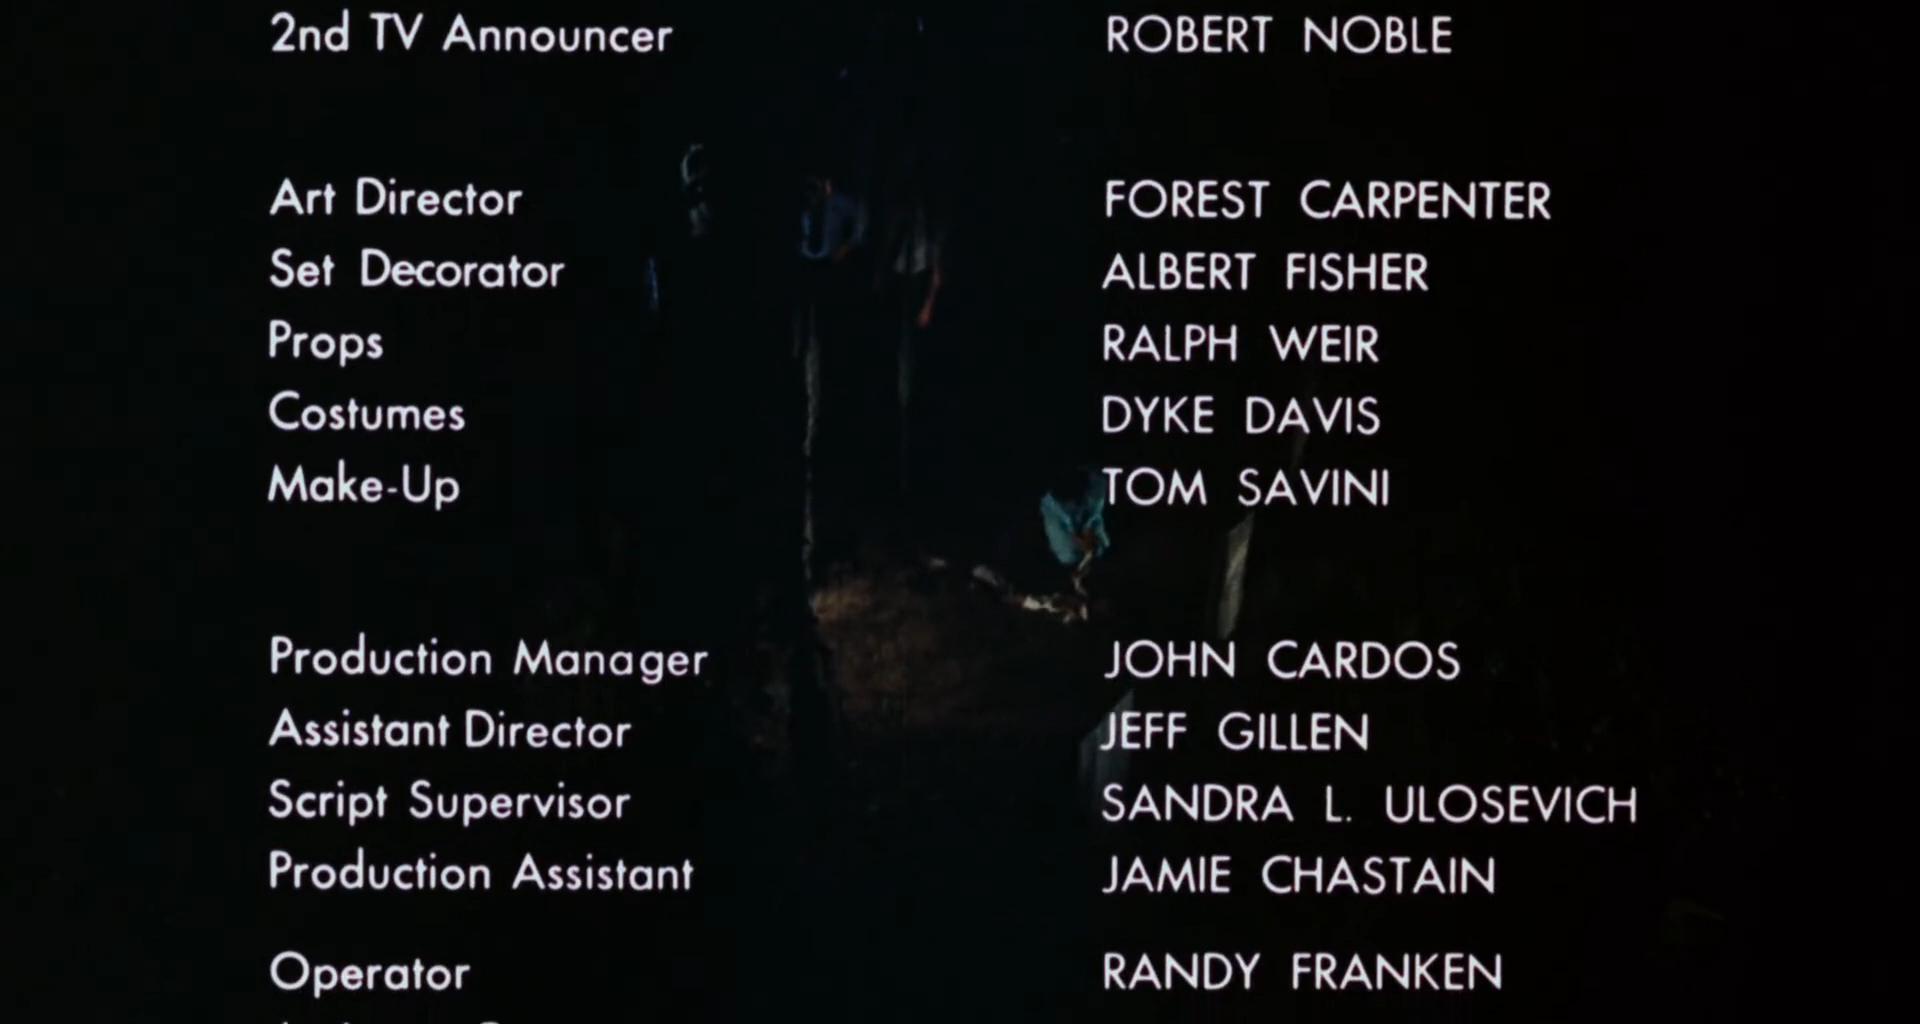 2nd TV Announcer ROBERT NOBLE
Art Director FOREST CARPENTER
Set Decorator ALBERT FISHER
Props RALPH WEIR
Costumes DYKE DAVIS
Make-Up TOM SAVINI
Production Manager JOHN CARDOS
Assistant Director JEFF GILLEN
Script Supervisor SANDRA L. ULOSEVICH
Production Assistant JAMIE CHASTAIN
Operator RANDY FRANKEN